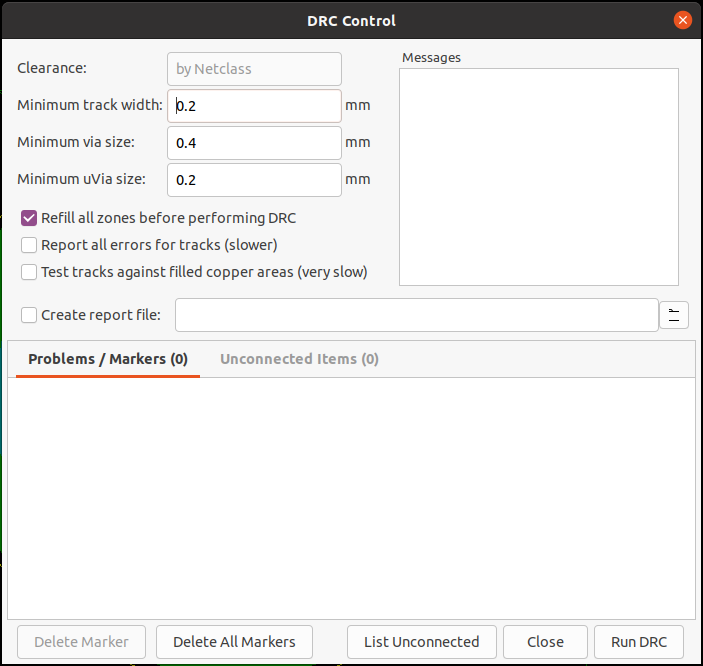 DRC Control
Clearance: by Netclass
Minimum track width: 0.2 mm
Minimum via size: 0.4 mm
Minimum uVia size: 0.2 mm
Messages
Refill all zones before performing DRC
Report all errors for tracks (slower)
Test tracks against filled copper areas (very slow)
Create report file:
Problems / Markers (0) Unconnected Items (0)
Delete Marker Delete All Markers List Unconnected Close Run DRC